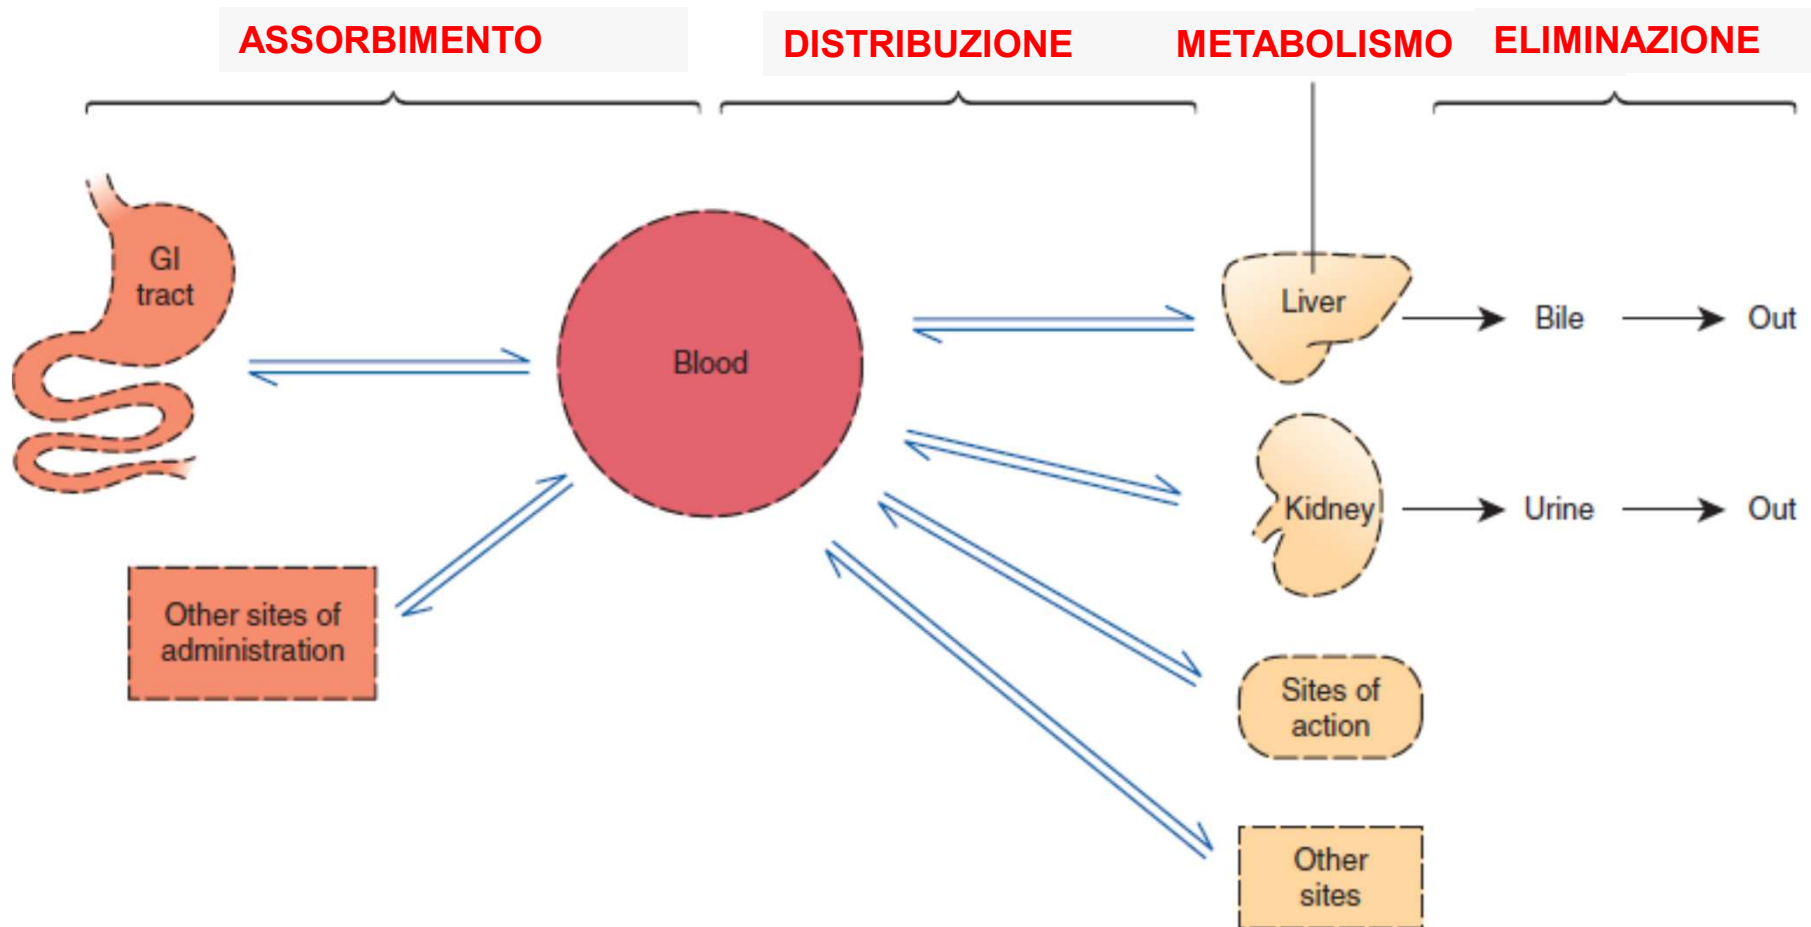 ASSORBIMENTO
DISTRIBUZIONE
METABOLISMO
ELIMINAZIONE
GI
tract
Blood
Liver
Bile
Out
Kidney
Urine
Out
Other sites of
administration
Sites of
action
Other
sites